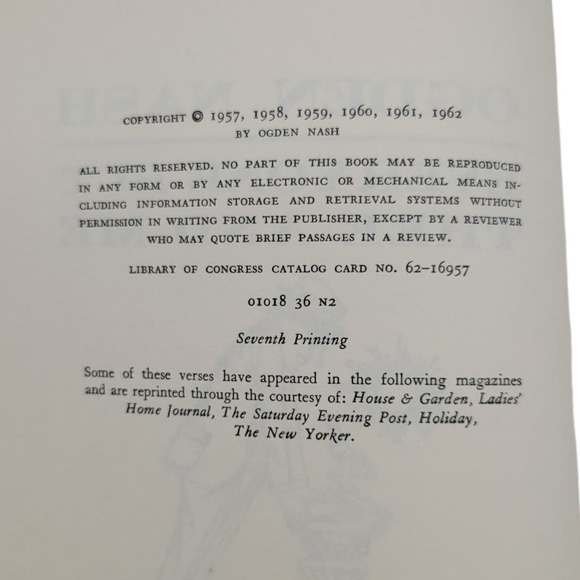 COPYRIGHT © 1957, 1958, 1959, 1960, 1961, 1962
BY OGDEN NASH
ALL RIGHTS RESERVED. NO PART OF THIS BOOK MAY BE REPRODUCED
IN ANY FORM OR BY ANY ELECTRONIC OR MECHANICAL MEANS IN-
CLUDING INFORMATION STORAGE AND RETRIEVAL SYSTEMS WITHOUT
PERMISSION IN WRITING FROM THE PUBLISHER, EXCEPT BY A REVIEWER
WHO MAY QUOTE BRIEF PASSAGES IN A REVIEW.
LIBRARY OF CONGRESS CATALOG CARD NO. 62–16957
01018 36 N2
Seventh Printing
Some of these verses have appeared in the following magazines
and are reprinted through the courtesy of: House & Garden, Ladies'
Home Journal, The Saturday Evening Post, Holiday,
The New Yorker.